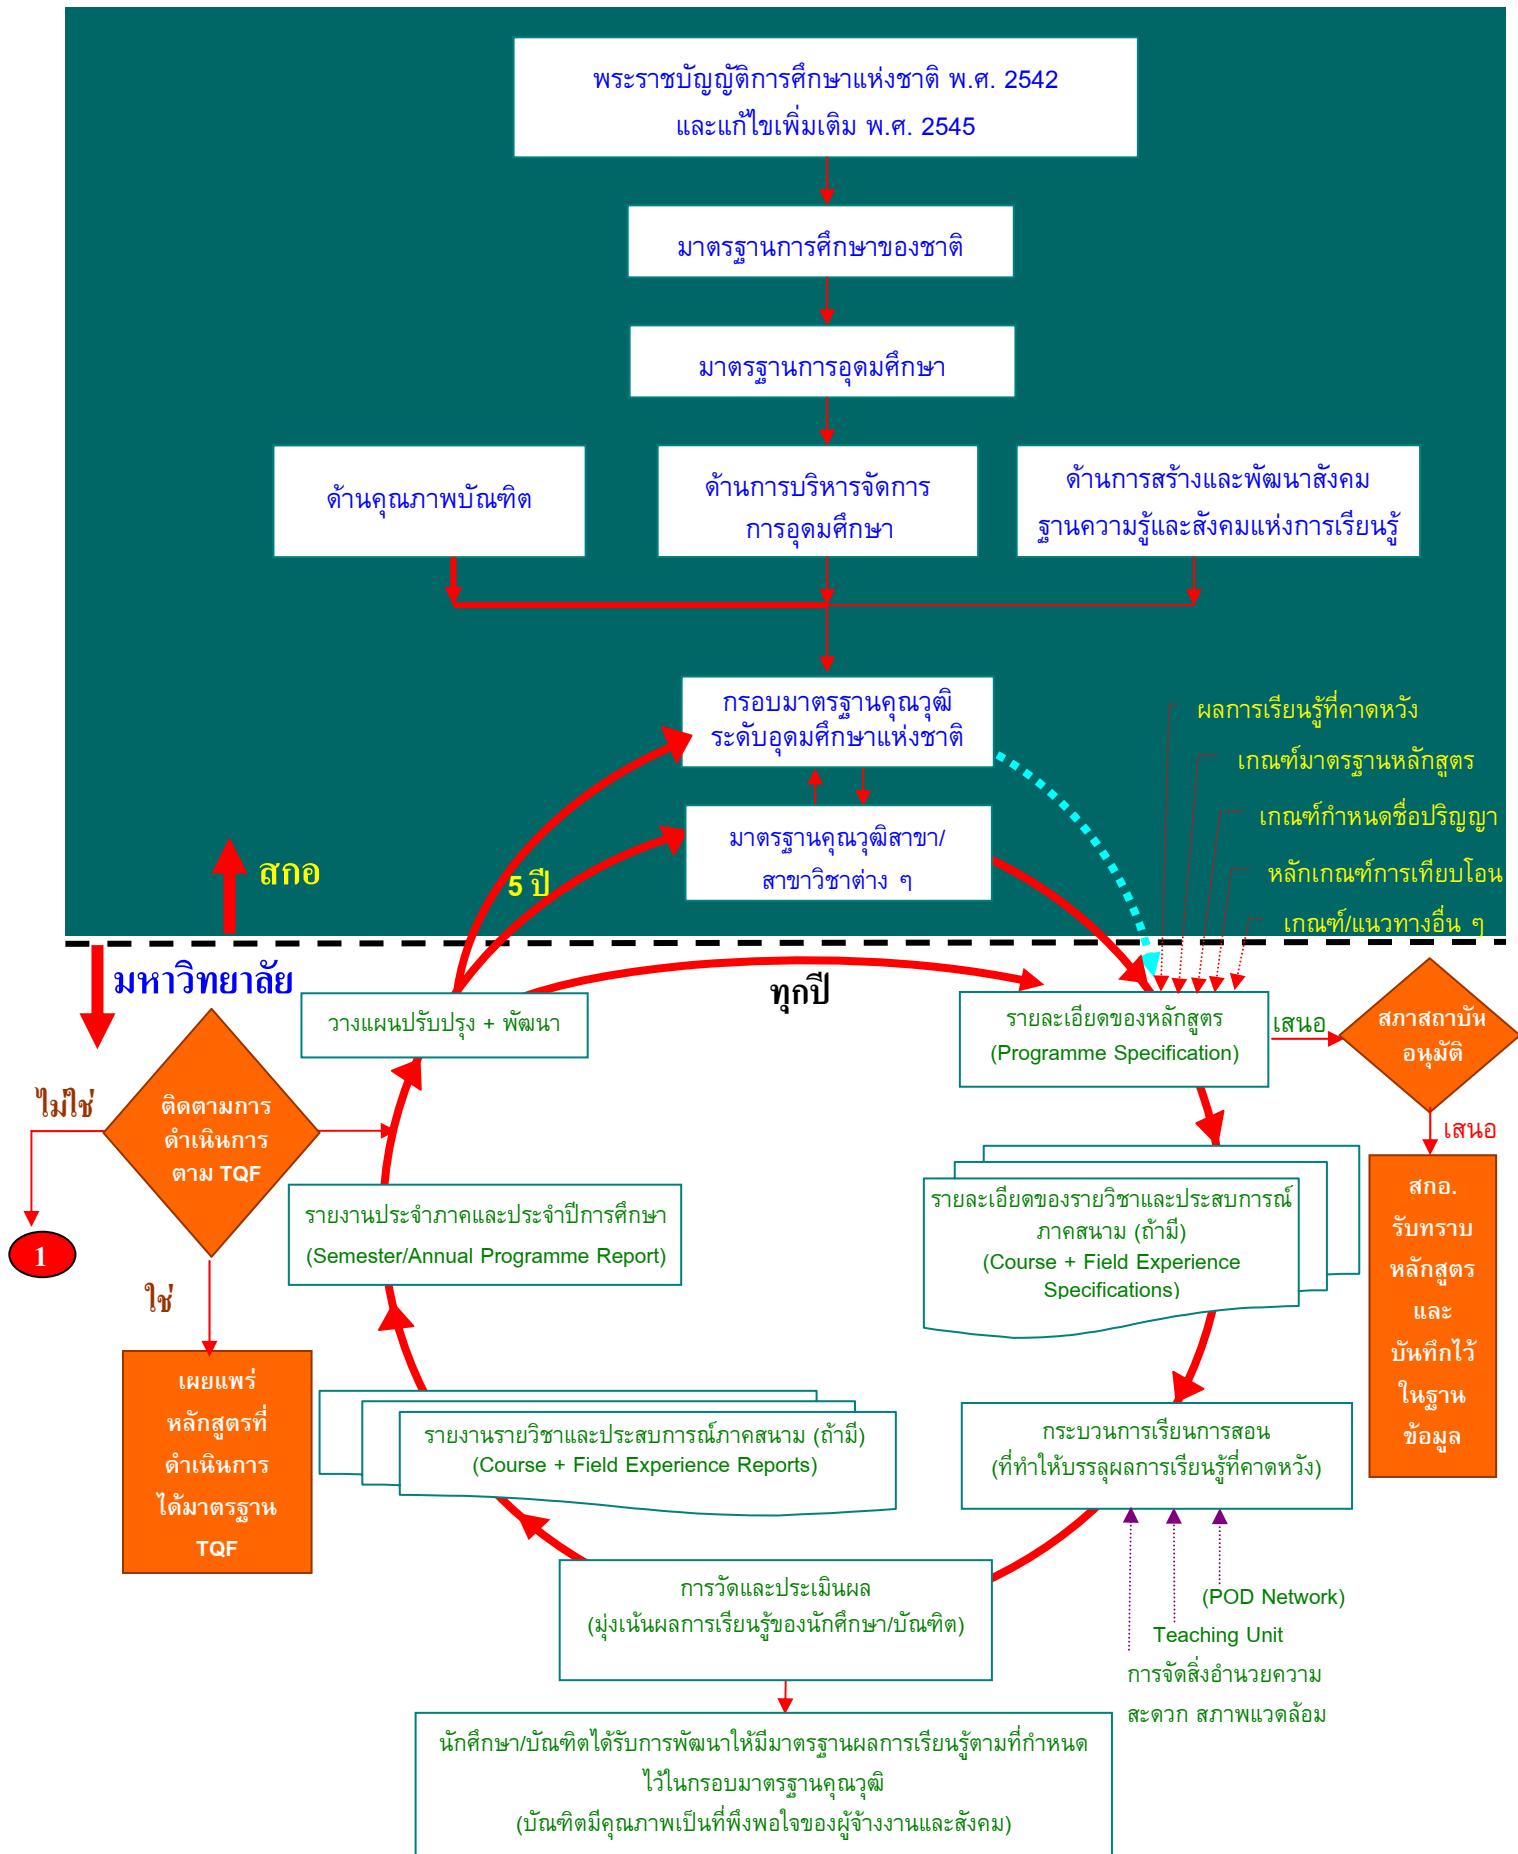 พระราชบัญญัติการศึกษาแห่งชาติ พ.ศ. 2542
และแก้ไขเพิ่มเติม พ.ศ. 2545
มาตรฐานการศึกษาของชาติ
มาตรฐานการอุดมศึกษา
ด้านคุณภาพบัณฑิต
ด้านการบริหารจัดการ
การอุดมศึกษา
ด้านการสร้างและพัฒนาสังคม
ฐานความรู้และสังคมแห่งการเรียนรู้
กรอบมาตรฐานคุณวุฒิ
ระดับอุดมศึกษาแห่งชาติ
ผลการเรียนรู้ที่คาดหวัง
เกณฑ์มาตรฐานหลักสูตร
เกณฑ์กำหนดชื่อปริญญา
หลักเกณฑ์การเทียบโอน
เกณฑ์/แนวทางอื่น ๆ
มาตรฐานคุณวุฒิสาขา/
สาขาวิชาต่าง ๆ
สกอ
5 ปี
มหาวิทยาลัย
ทุกปี
วางแผนปรับปรุง + พัฒนา
รายละเอียดของหลักสูตร
(Programme Specification)
เสนอ
สภาสถาบัน
อนุมัติ
เสนอ
สกอ.
รับทราบ
หลักสูตร
และ
บันทึกไว้
ในฐาน
ข้อมูล
ไม่ใช่
ติดตามการ
ดำเนินการ
ตาม TQF
1
ใช่
เผยแพร่
หลักสูตรที่
ดำเนินการ
ได้มาตรฐาน
TQF
รายงานประจำภาคและประจำปีการศึกษา
(Semester/Annual Programme Report)
รายละเอียดของรายวิชาและประสบการณ์
ภาคสนาม (ถ้ามี)
(Course + Field Experience
Specifications)
รายงานรายวิชาและประสบการณ์ภาคสนาม (ถ้ามี)
(Course + Field Experience Reports)
กระบวนการเรียนการสอน
(ที่ทำให้บรรลุผลการเรียนรู้ที่คาดหวัง)
การวัดและประเมินผล
(มุ่งเน้นผลการเรียนรู้ของนักศึกษา/บัณฑิต)
(POD Network)
Teaching Unit
การจัดสิ่งอำนวยความ
สะดวก สภาพแวดล้อม
นักศึกษา/บัณฑิตได้รับการพัฒนาให้มีมาตรฐานผลการเรียนรู้ตามที่กำหนด
ไว้ในกรอบมาตรฐานคุณวุฒิ
(บัณฑิตมีคุณภาพเป็นที่พึงพอใจของผู้จ้างงานและสังคม)